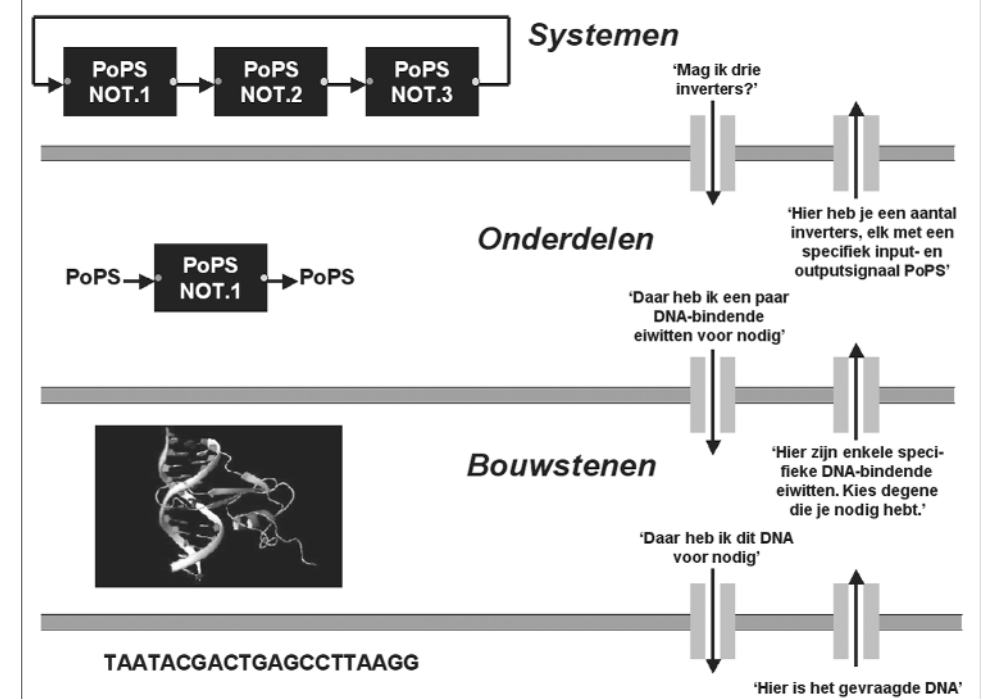 Systemen
PoPS
NOT.1
PoPS
NOT.2
PoPS
NOT.3
‘Mag ik drie
inverters?’
‘Hier heb je een aantal
inverters, elk met een
specifiek input- en
outputsignaal PoPS’
Onderdelen
PoPS
PoPS
NOT.1
PoPS
‘Daar heb ik een paar
DNA-bindende
eiwitten voor nodig’
Bouwstenen
‘Hier zijn enkele speci-
fieke DNA-bindende
eiwitten. Kies degene
die je nodig hebt.’
‘Daar heb ik dit DNA
voor nodig’
TAATACGACTGAGCCTTAAGG
‘Hier is het gevraagde DNA’